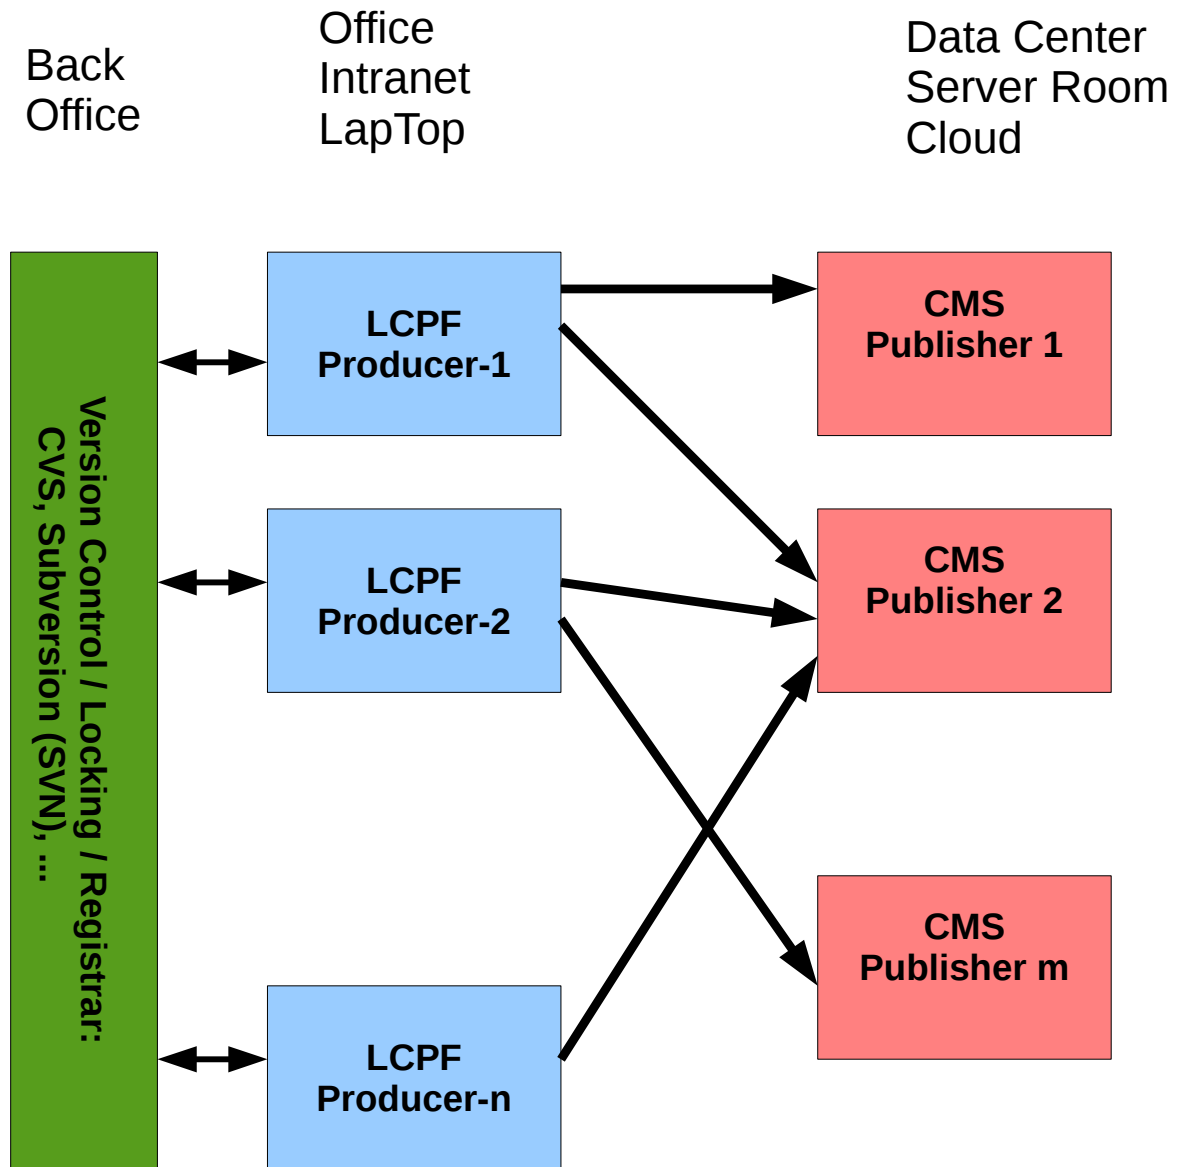 Back
Office
Office
Intranet
LapTop
Data Center
Server Room
Cloud
Version Control / Locking / Registrar:
CVS, Subversion (SVN), ...
LCPF
Producer-1
CMS
Publisher 1
LCPF
Producer-2
CMS
Publisher 2
CMS
Publisher m
LCPF
Producer-n